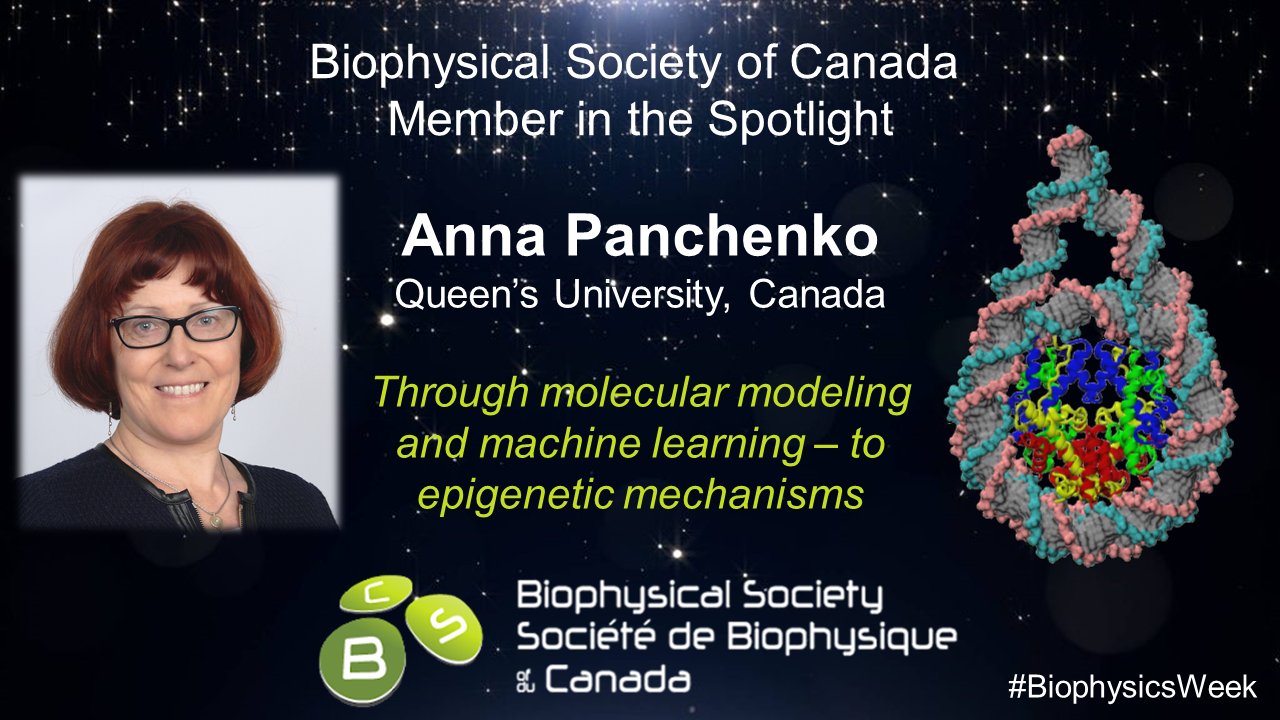 Biophysical Society of Canada
Member in the Spotlight
Anna Panchenko
Queen’s University, Canada
Through molecular modeling
and machine learning – to
epigenetic mechanisms
B C S
Biophysical Society
Société de Biophysique
of du Canada
#BiophysicsWeek